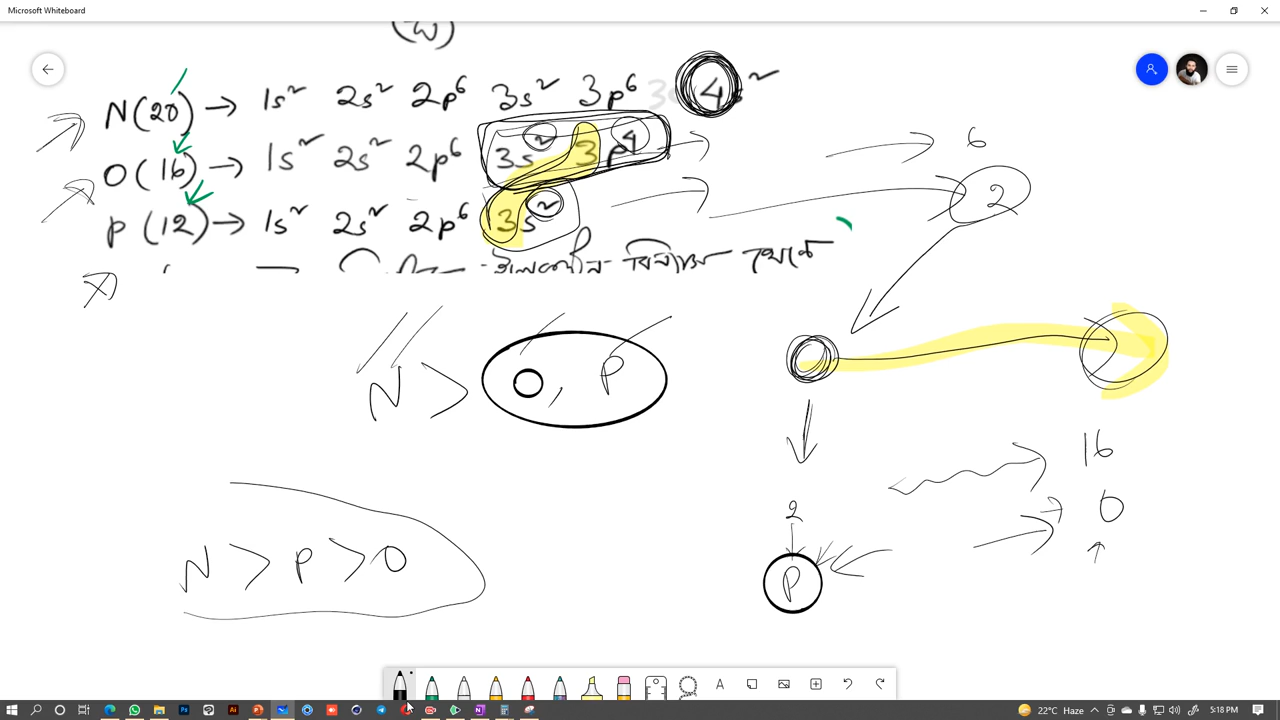 Microsoft Whiteboard
N(20) → 1s² 2s² 2p⁶ 3s² 3p⁶ 4s²
O(16) → 1s² 2s² 2p⁶ 3s² 3p⁴
P(12) → 1s² 2s² 2p⁶ 3s²
6
2
বিন্যাস থেকে
N > O, P
16
O
2
P
N > P > O
A
22°C Haze
5:18 PM